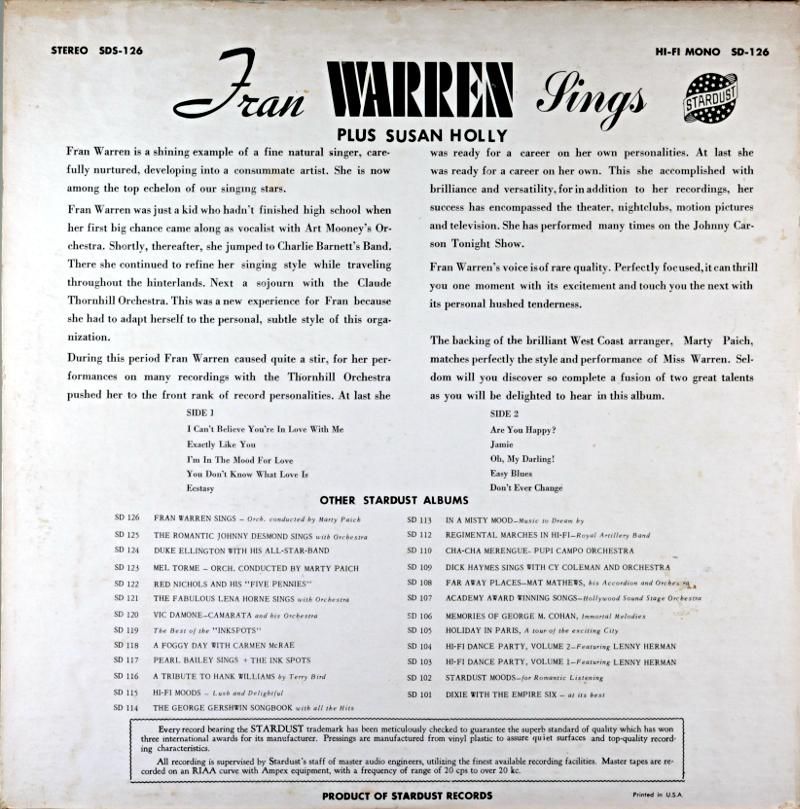 STEREO SDS-126
HI-FI MONO SD-126
Fran WARREN Sings
STARDUST
PLUS SUSAN HOLLY
Fran Warren is a shining example of a fine natural singer, care-
fully nurtured, developing into a consummate artist. She is now
among the top echelon of our singing stars.
Fran Warren was just a kid who hadn't finished high school when
her first big chance came along as vocalist with Art Mooney's Or-
chestra. Shortly, thereafter, she jumped to Charlie Barnett's Band.
There she continued to refine her singing style while traveling
throughout the hinterlands. Next a sojourn with the Claude
Thornhill Orchestra. This was a new experience for Fran because
she had to adapt herself to the personal, subtle style of this orga-
nization.
During this period Fran Warren caused quite a stir, for her per-
formances on many recordings with the Thornhill Orchestra
pushed her to the front rank of record personalities. At last she
was ready for a career on her own personalities. At last she
was ready for a career on her own. This she accomplished with
brilliance and versatility, for in addition to her recordings, her
success has encompassed the theater, nightclubs, motion pictures
and television. She has performed many times on the Johnny Car-
son Tonight Show.
Fran Warren's voice is of rare quality. Perfectly focused, it can thrill
you one moment with its excitement and touch you the next with
its personal hushed tenderness.
The backing of the brilliant West Coast arranger, Marty Paich,
matches perfectly the style and performance of Miss Warren. Sel-
dom will you discover so complete a fusion of two great talents
as you will be delighted to hear in this album.
SIDE 1
I Can't Believe You're In Love With Me
Exactly Like You
I'm In The Mood For Love
You Don't Know What Love Is
Ecstasy
SIDE 2
Are You Happy?
Jamie
Oh, My Darling!
Easy Blues
Don't Ever Change
OTHER STARDUST ALBUMS
SD 126 FRAN WARREN SINGS – Orch. conducted by Marty Paich
SD 125 THE ROMANTIC JOHNNY DESMOND SINGS with Orchestra
SD 124 DUKE ELLINGTON WITH HIS ALL-STAR-BAND
SD 123 MEL TORME – ORCH. CONDUCTED BY MARTY PAICH
SD 122 RED NICHOLS AND HIS "FIVE PENNIES"
SD 121 THE FABULOUS LENA HORNE SINGS with Orchestra
SD 120 VIC DAMONE–CAMARATA and his Orchestra
SD 119 The Best of the "INKSPOTS"
SD 118 A FOGGY DAY WITH CARMEN McRAE
SD 117 PEARL BAILEY SINGS + THE INK SPOTS
SD 116 A TRIBUTE TO HANK WILLIAMS by Terry Bird
SD 115 HI-FI MOODS – Lush and Delightful
SD 114 THE GEORGE GERSHWIN SONGBOOK with all the Hits
SD 113 IN A MISTY MOOD–Music to Dream by
SD 112 REGIMENTAL MARCHES IN HI-FI–Royal Artillery Band
SD 110 CHA-CHA MERENGUE- PUPI CAMPO ORCHESTRA
SD 109 DICK HAYMES SING WITH CY COLEMAN AND ORCHESTRA
SD 108 FAR AWAY PLACES–MAT MATHEWS, his Accordion and Orchestra
SD 107 ACADEMY AWARD WINNING SONGS–Hollywood Sound Stage Orchestra
SD 106 MEMORIES OF GEORGE M. COHAN, Immortal Melodies
SD 105 HOLIDAY IN PARIS, A tour of the exciting City
SD 104 HI-FI DANCE PARTY, VOLUME 2–Featuring LENNY HERMAN
SD 103 HI-FI DANCE PARTY, VOLUME 1–Featuring LENNY HERMAN
SD 102 STARDUST MOODS–for Romantic Listening
SD 101 DIXIE WITH THE EMPIRE SIX – at its best
Every record bearing the STARDUST trademark has been meticulously checked to guarantee the superb standard of quality which has won
three international awards for its manufacturer. Pressings are manufactured from vinyl plastic to assure quiet surfaces and top-quality record-
ing characteristics.
All recording is supervised by Stardust's staff of master audio engineers, utilizing the finest available recording facilities. Master tapes are re-
corded on an RIAA curve with Ampex equipment, with a frequency of range of 20 cps to over 20 kc.
PRODUCT OF STARDUST RECORDS
Printed in U.S.A.